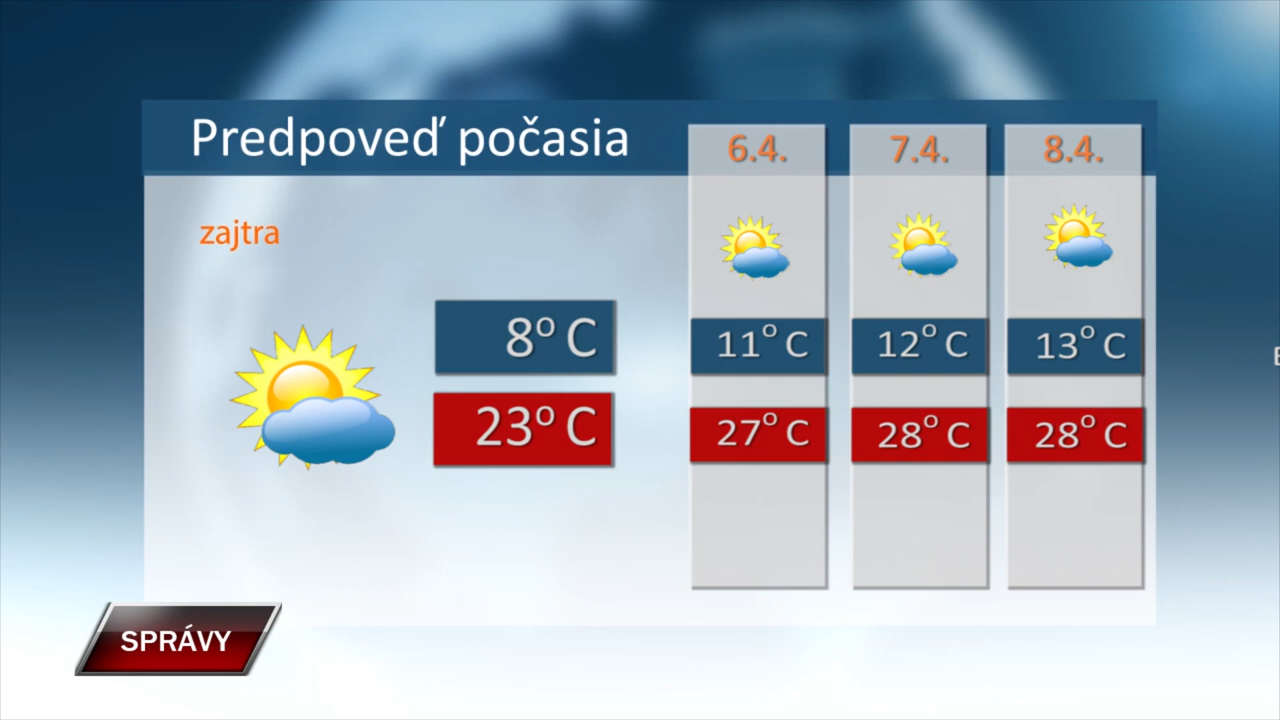 Predpoveď počasia
zajtra
8° C
23° C
6.4.
11° C
27° C
7.4.
12° C
28° C
8.4.
13° C
28° C
SPRÁVY